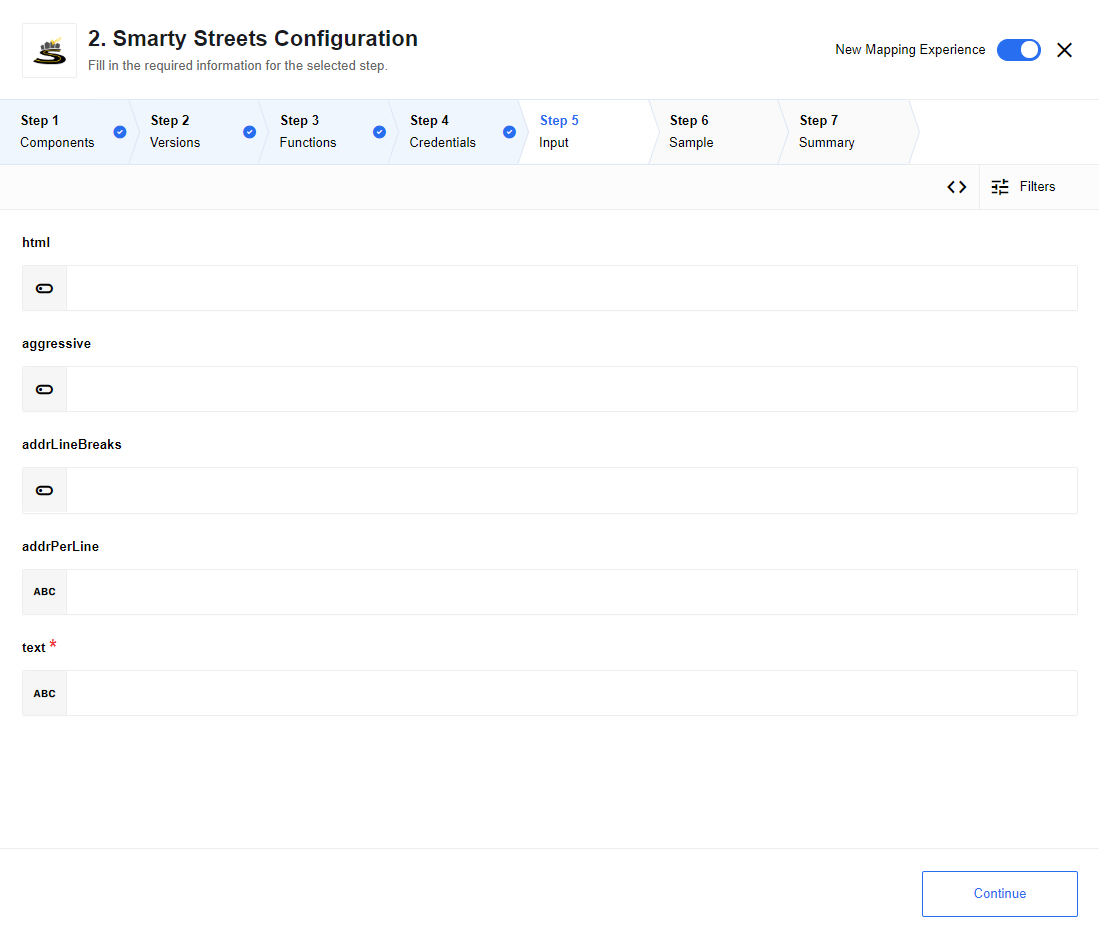 2. Smarty Streets Configuration
Fill in the required information for the selected step.
New Mapping Experience
Step 1
Components
Step 2
Versions
Step 3
Functions
Step 4
Credentials
Step 5
Input
Step 6
Sample
Step 7
Summary
Filters
html
aggressive
addrLineBreaks
addrPerLine
ABC
text *
ABC
Continue